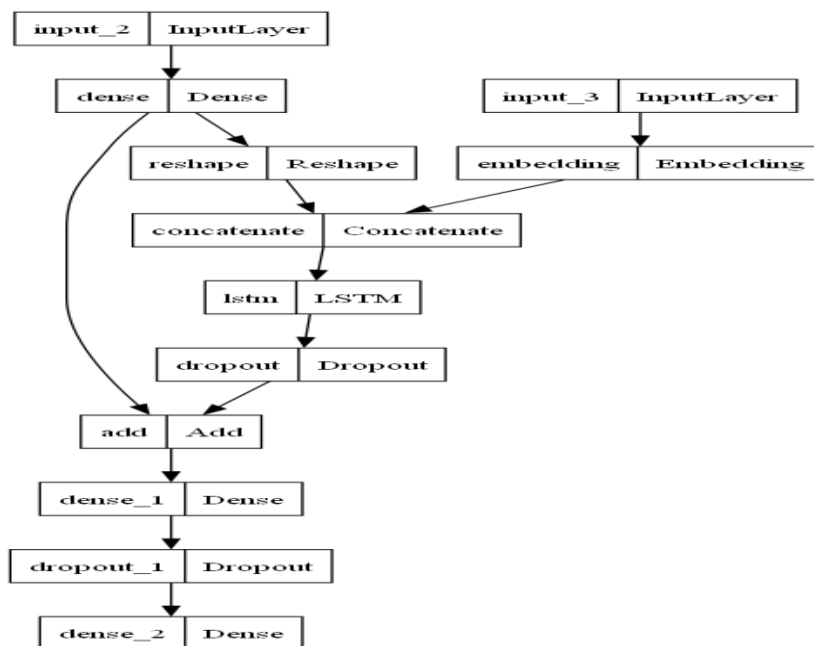 input_2 InputLayer
dense Dense
input_3 InputLayer
reshape Reshape
embedding Embedding
concatenate Concatenate
lstm LSTM
dropout Dropout
add Add
dense_1 Dense
dropout_1 Dropout
dense_2 Dense